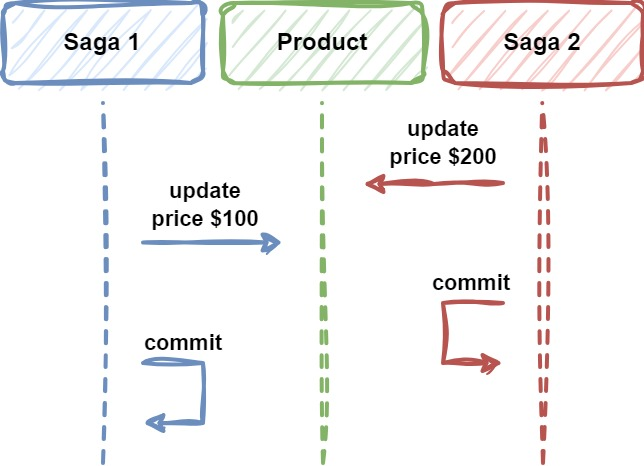 Saga 1
Product
Saga 2
update
price $200
update
price $100
commit
commit